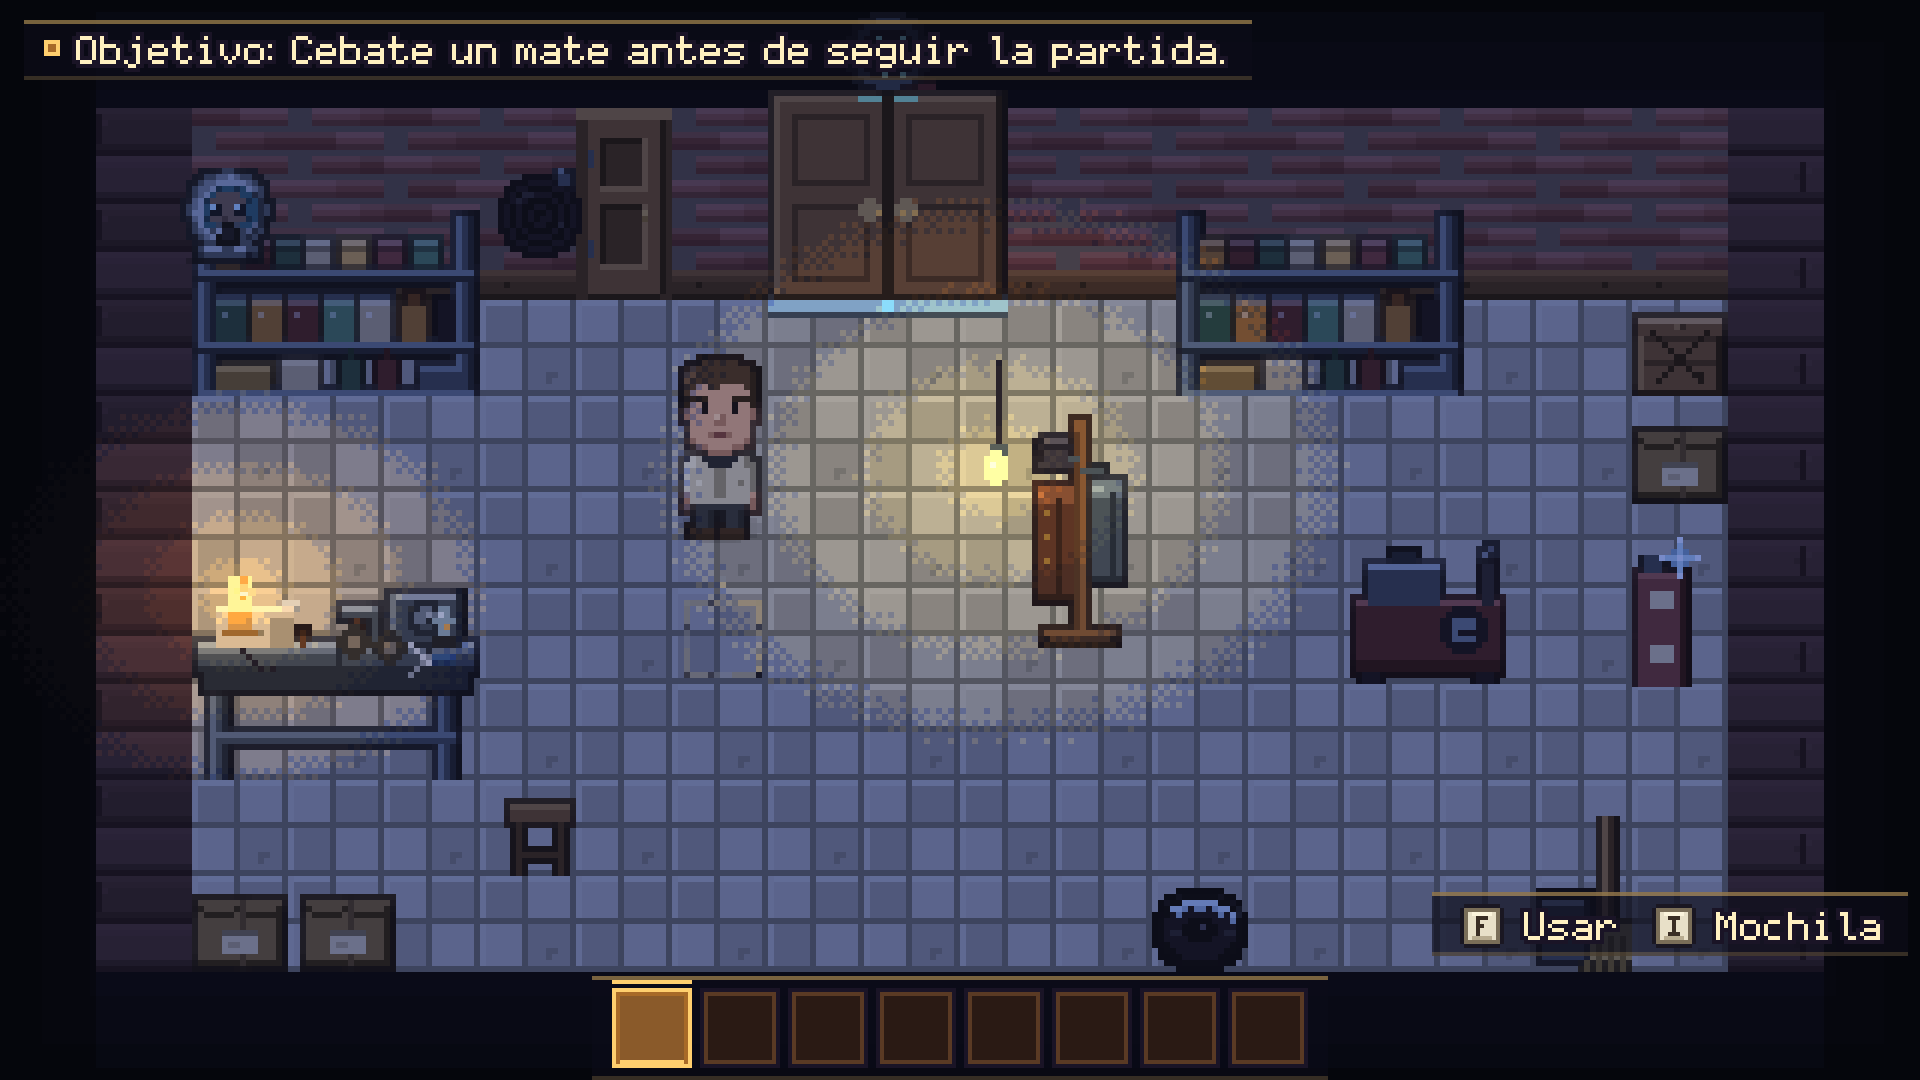 Objetivo: Cebate un mate antes de seguir la partida.
F Usar I Mochila